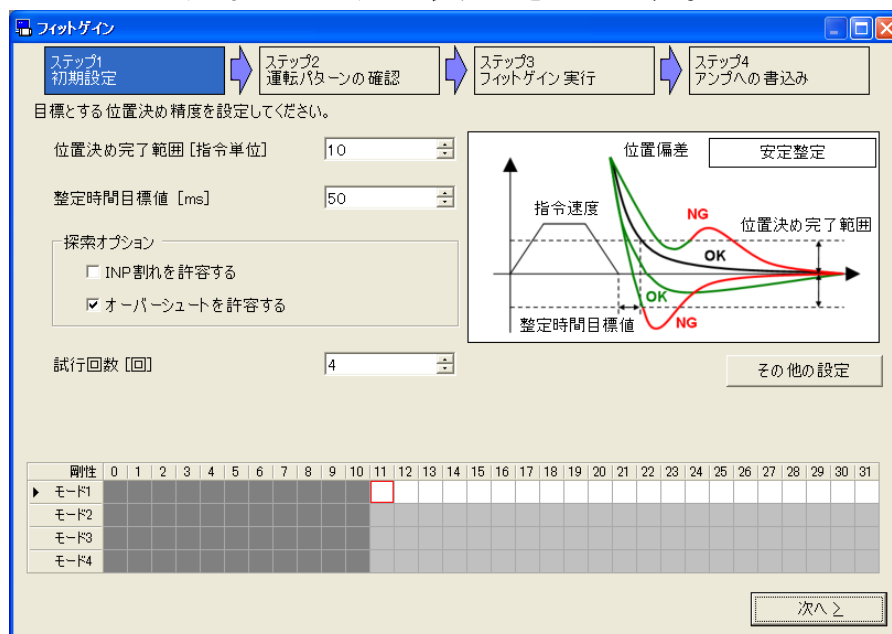 フィットゲイン
ステップ1
初期設定
ステップ2
運転パターンの確認
ステップ3
フィットゲイン実行
ステップ4
アンプへの書込み
目標とする位置決め精度を設定してください。
位置決め完了範囲 [指令単位] 10
整定時間目標値 [ms] 50
探索オプション
INP割れを許容する
オーバーシュートを許容する
試行回数 [回] 4
位置偏差
安定整定
指令速度
NG
位置決め完了範囲
OK
OK
整定時間目標値
NG
その他の設定
剛性 0 1 2 3 4 5 6 7 8 9 10 11 12 13 14 15 16 17 18 19 20 21 22 23 24 25 26 27 28 29 30 31
モード1
モード2
モード3
モード4
次へ >